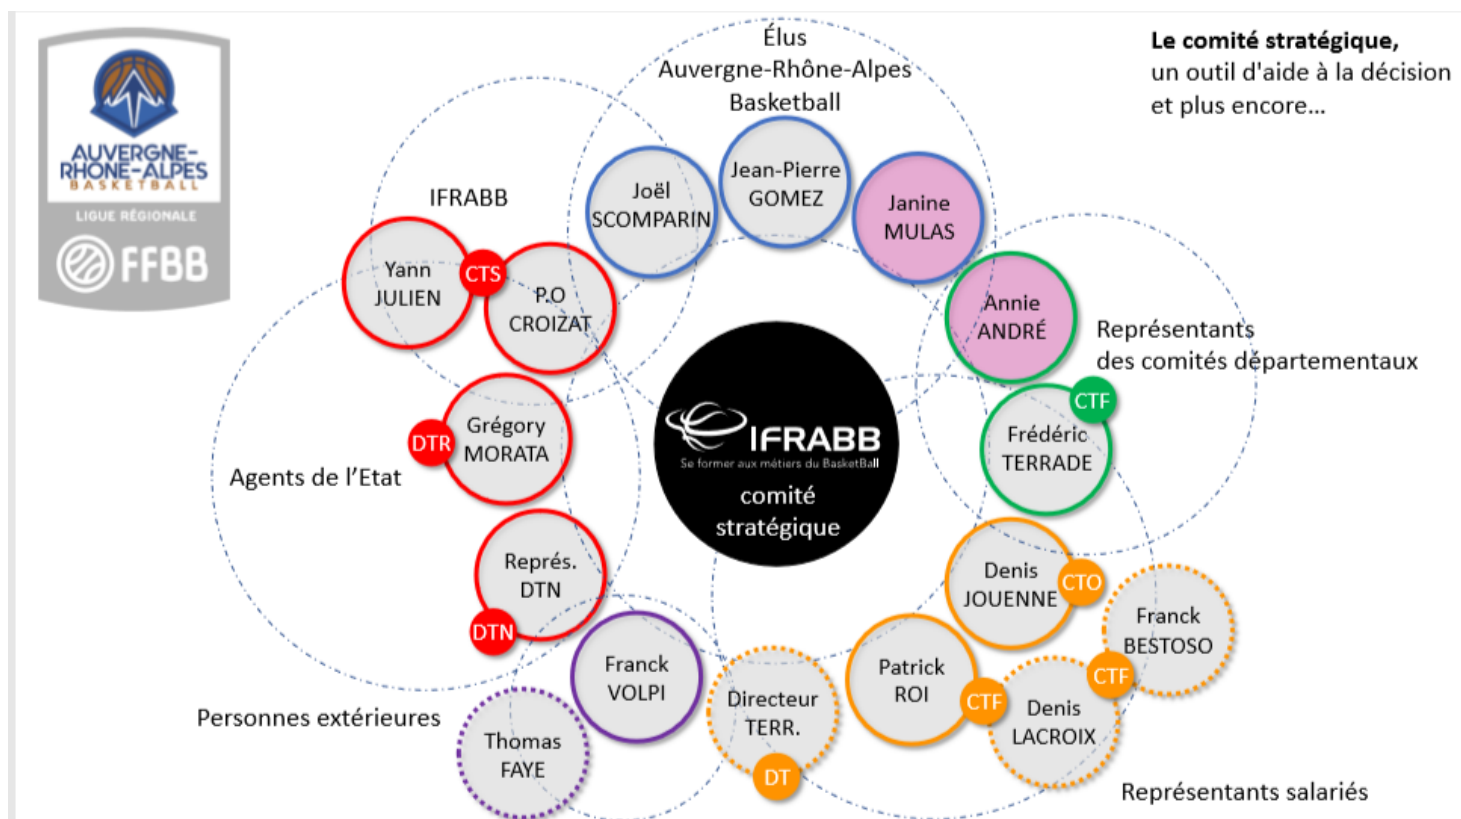 AUVERGNE-
RHÔNE-ALPES
BASKETBALL
LIGUE RÉGIONALE
FFBB
Élus
Auvergne-Rhône-Alpes
Basketball
Le comité stratégique,
un outil d'aide à la décision
et plus encore...
Joël
SCOMPARIN
Jean-Pierre
GOMEZ
Janine
MULAS
IFRABB
Yann
JULIEN
CTS
P.O
CROIZAT
Annie
ANDRÉ
Représentants
des comités départementaux
CTF
Frédéric
TERRADE
DTR
Grégory
MORATA
Agents de l'Etat
IFRABB
Se former aux métiers du BasketBall
comité
stratégique
Représ.
DTN
DTN
Denis
JOUENNE
CTO
Franck
BESTOSO
Franck
VOLPI
Personnes extérieures
Thomas
FAYE
Directeur
TERR.
DT
Patrick
ROI
CTF
CTF
Denis
LACROIX
Représentants salariés